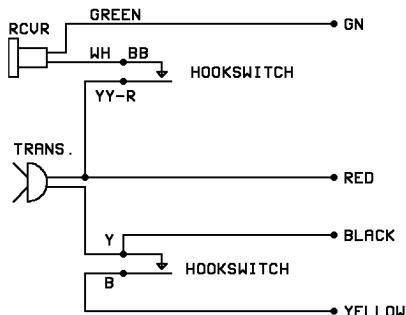 GREEN
GN
RCVR
WH BB
HOOKSWITCH
YY-R
TRANS.
RED
Y
BLACK
HOOKSWITCH
B
YELLOW